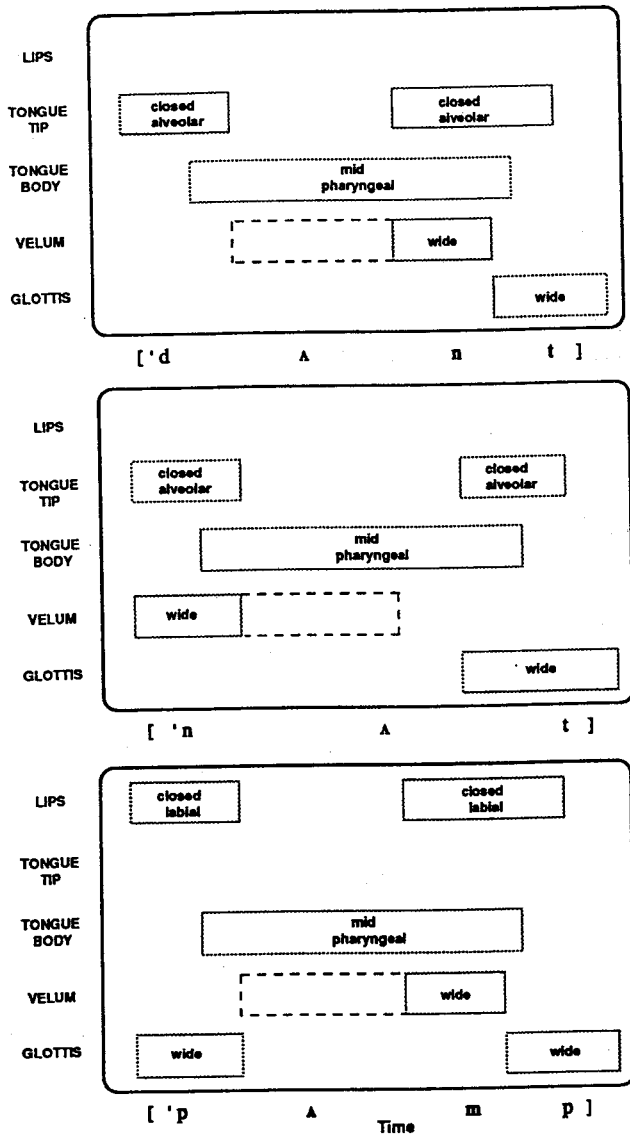 LIPS
TONGUE
TIP
closed
alveolar
closed
alveolar
TONGUE
BODY
mid
pharyngeal
VELUM
wide
GLOTTIS
wide
[ 'd ʌ n t ]
LIPS
TONGUE
TIP
closed
alveolar
closed
alveolar
TONGUE
BODY
mid
pharyngeal
VELUM
wide
GLOTTIS
wide
[ 'n ʌ t ]
LIPS
closed
labial
closed
labial
TONGUE
TIP
TONGUE
BODY
mid
pharyngeal
VELUM
wide
GLOTTIS
wide
wide
[ 'p ʌ m p ]
Time